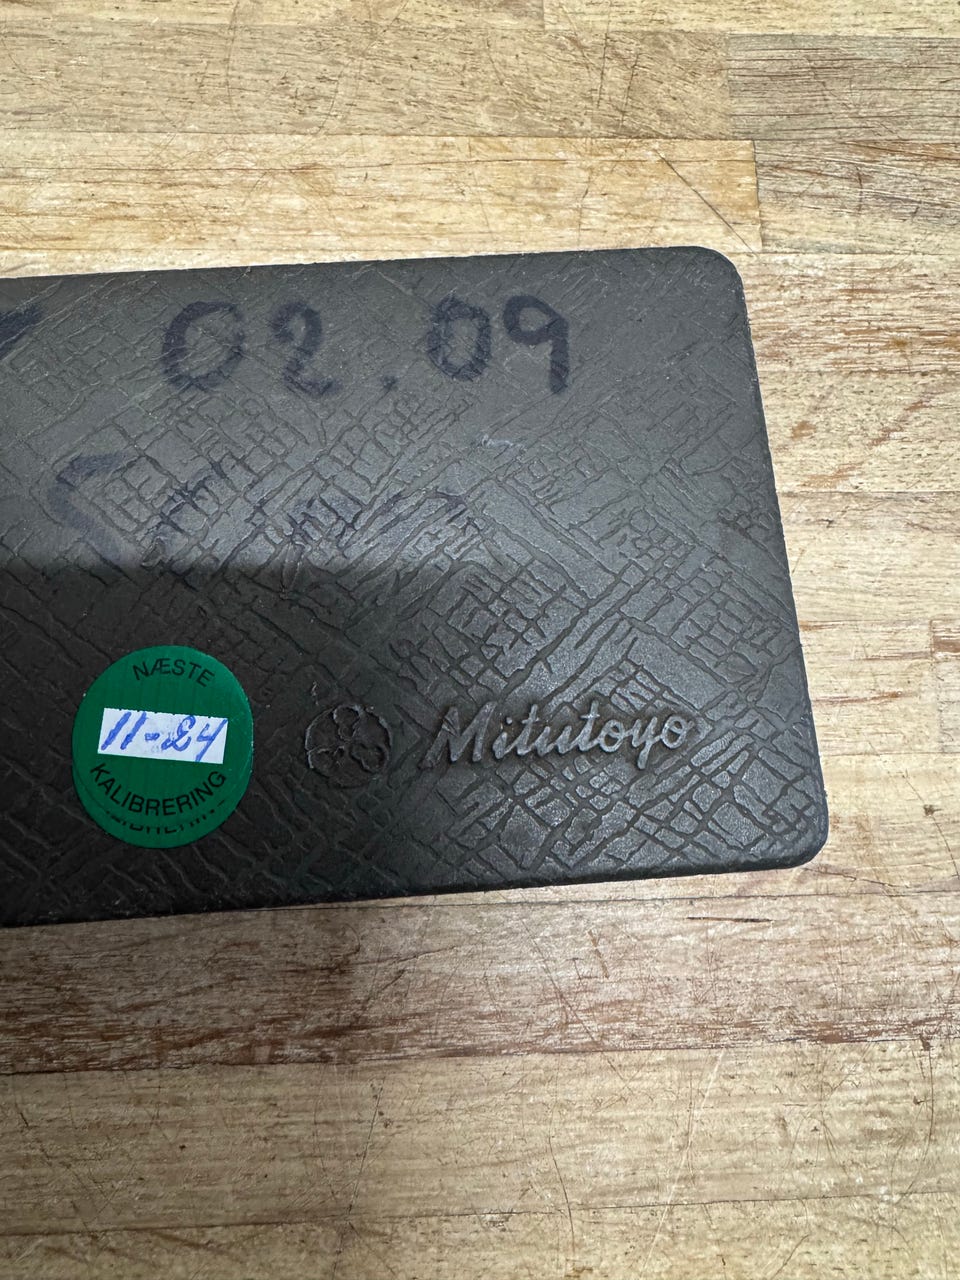 02.09
NÆSTE
11-24
KALIBRERING
Mitutoyo